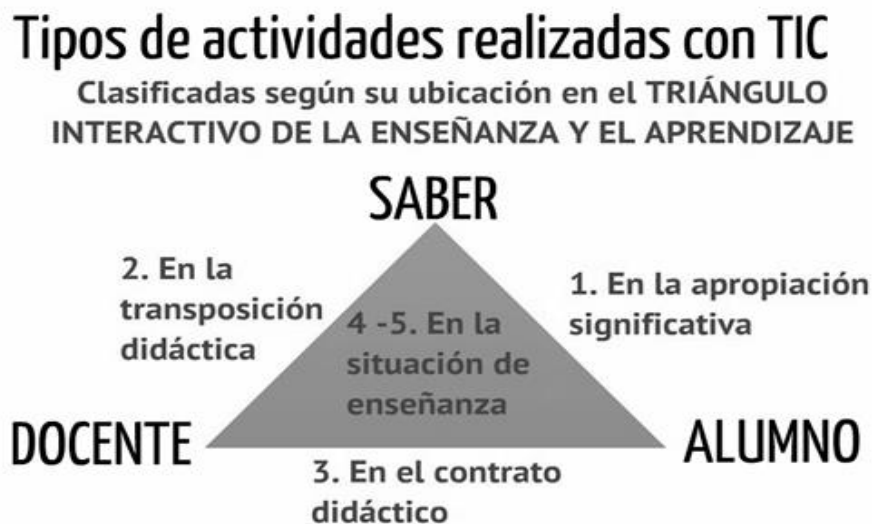 Tipos de actividades realizadas con TIC
Clasificadas según su ubicación en el TRIÁNGULO
INTERACTIVO DE LA ENSEÑANZA Y EL APRENDIZAJE
SABER
2. En la
transposición
didáctica
1. En la apropiación
significativa
4 -5. En la
situación de
enseñanza
DOCENTE
ALUMNO
3. En el contrato
didáctico